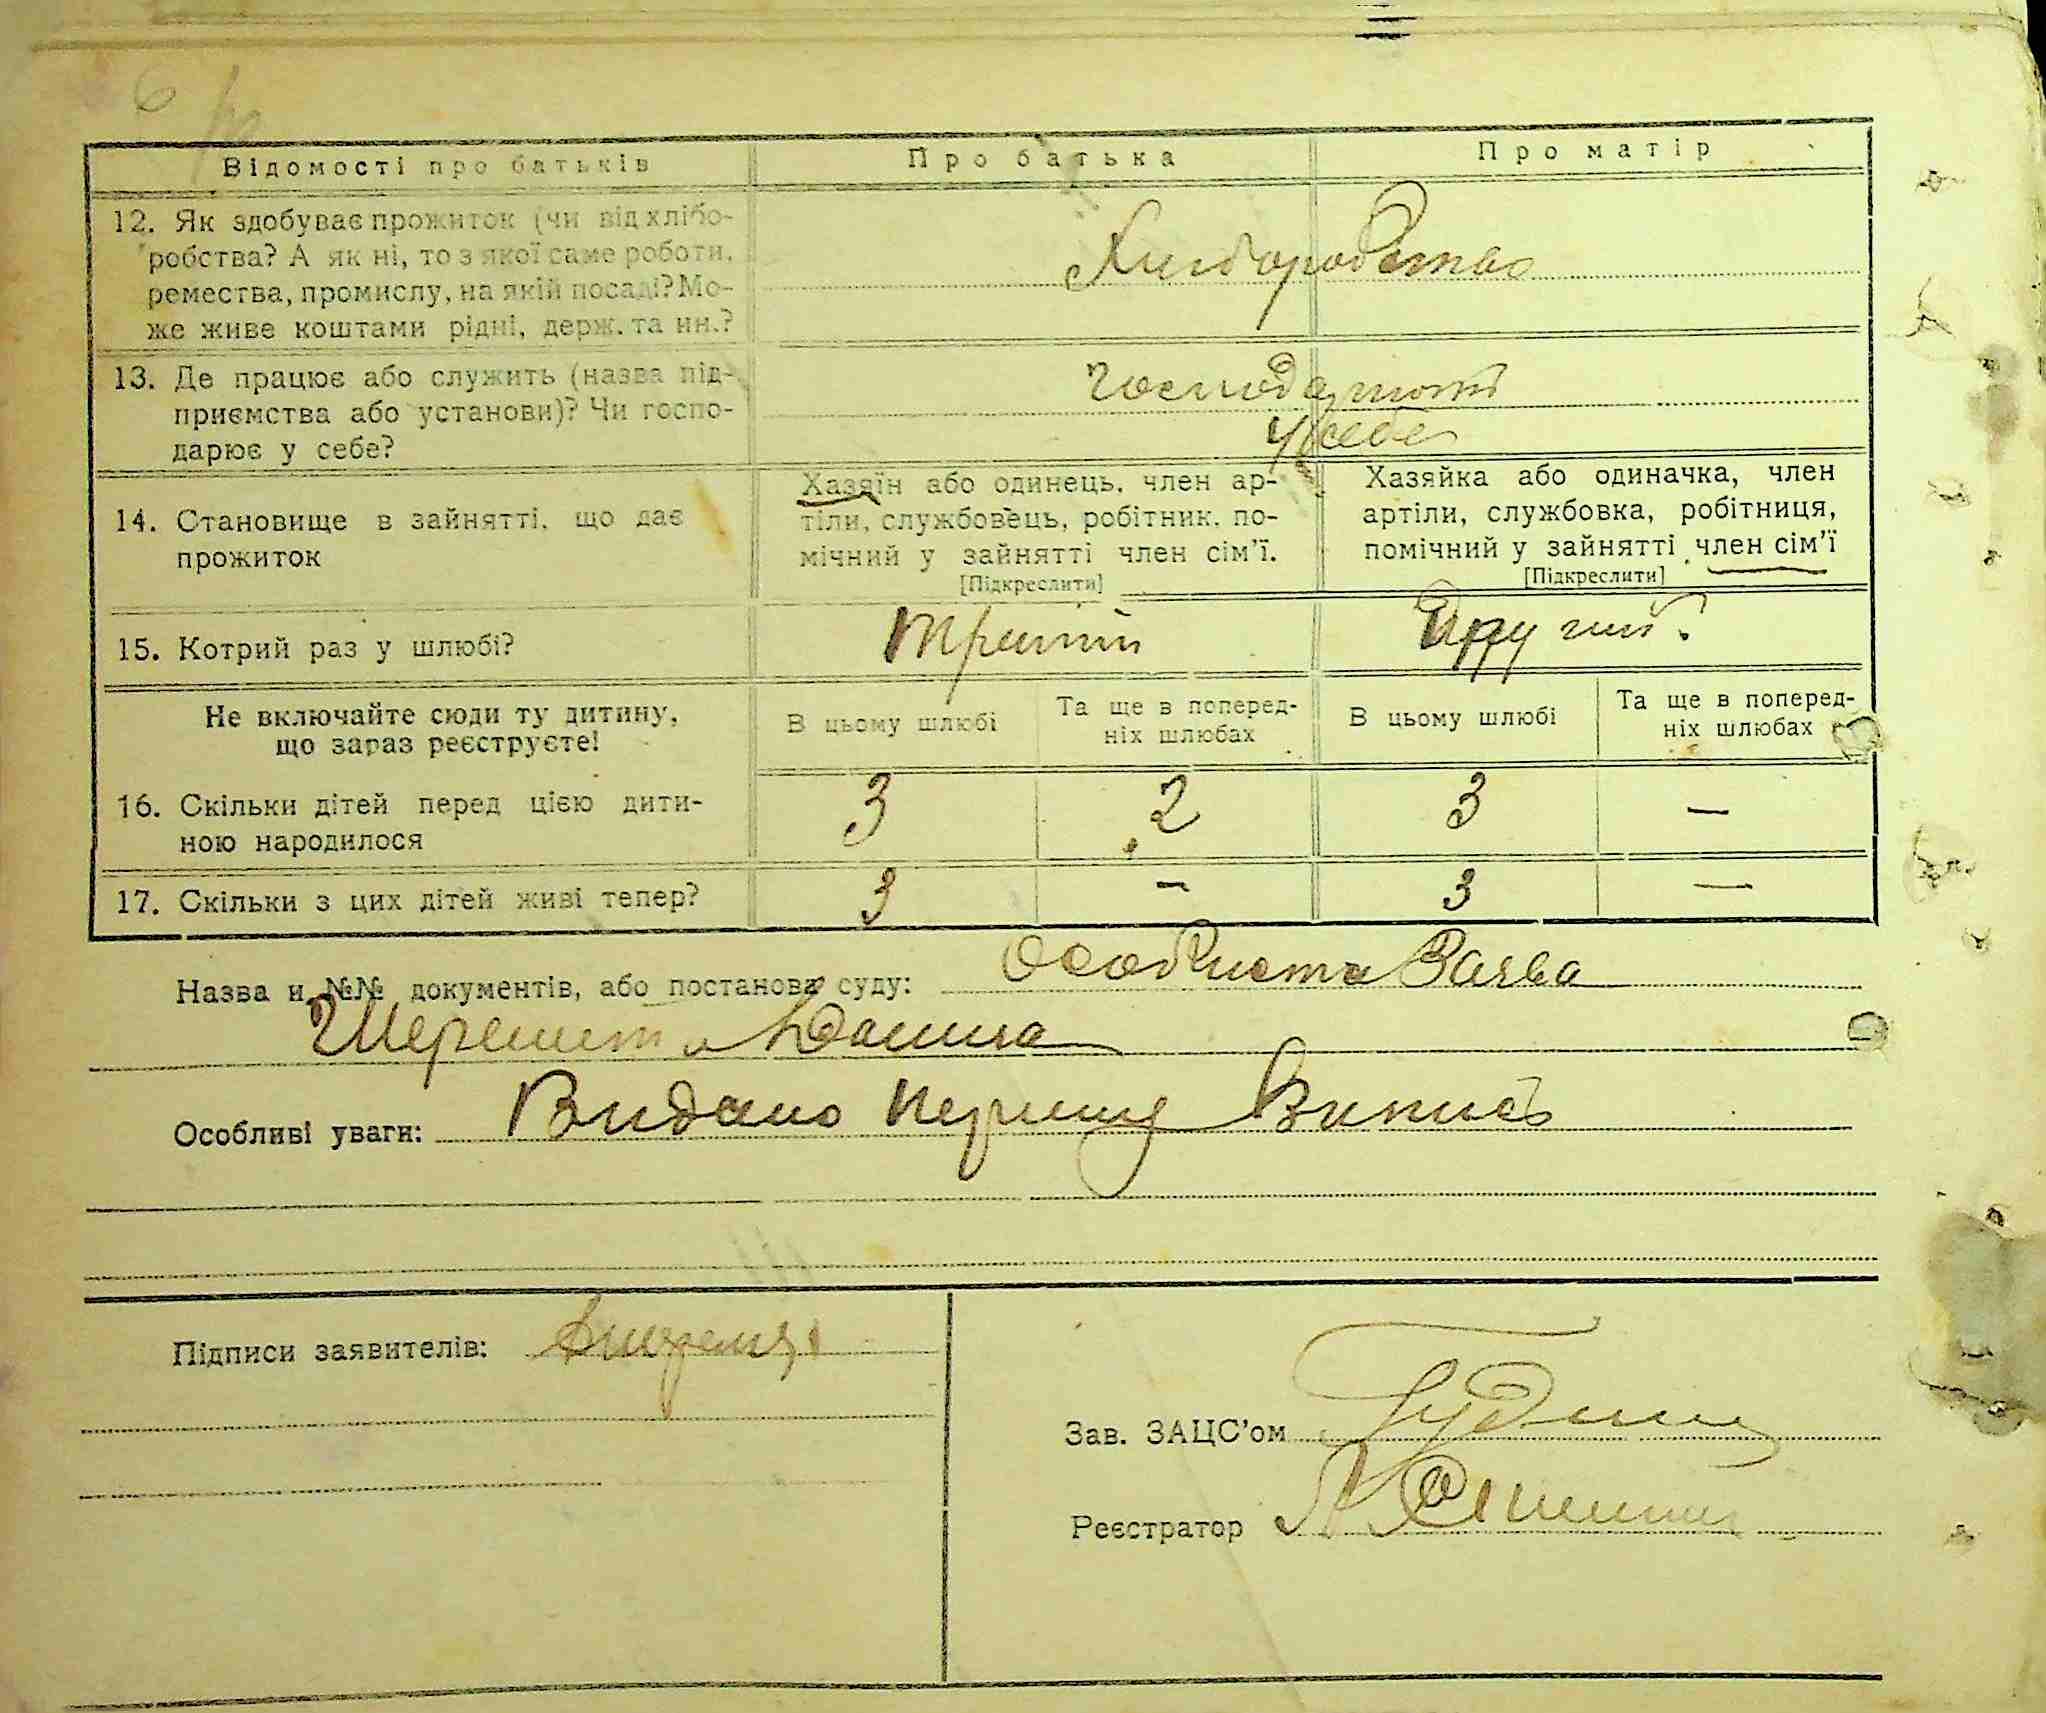 Відомості про батьків
Про батька
Про матір
12. Як здобуває прожиток (чи від хлібо-
робства? А як ні, то з якої саме роботи,
ремества, промислу, на якій посаді? Мо-
же живе коштами рідні, держ. та ин.?
Хлиборобство
13. Де працює або служить (назва під-
приємства або установи)? Чи госпо-
дарює у себе?
у себе
14. Становище в зайнятті, що дає
прожиток
Хазяїн або одинець, член ар-
тіли, службовець, робітник, по-
мічний у зайнятті член сім'ї.
[Підкреслити]
Хазяйка або одиначка, член
артіли, службовка, робітниця,
помічний у зайнятті член сім'ї
[Підкреслити]
15. Котрий раз у шлюбі?
Третій
Другий
Не включайте сюди ту дитину,
що зараз реєструєте!
В цьому шлюбі
Та ще в поперед-
ніх шлюбах
В цьому шлюбі
Та ще в поперед-
ніх шлюбах
16. Скільки дітей перед цією дити-
ною народилося
3 2 3 —
17. Скільки з цих дітей живі тепер?
3 - 3 —
Назва и №№ документів, або постанова суду: Особиста Заява
Шеремета Данила
Особливі уваги: Видано першу Випись
Підписи заявителів:
Зав. ЗАЦС'ом
Реєстратор